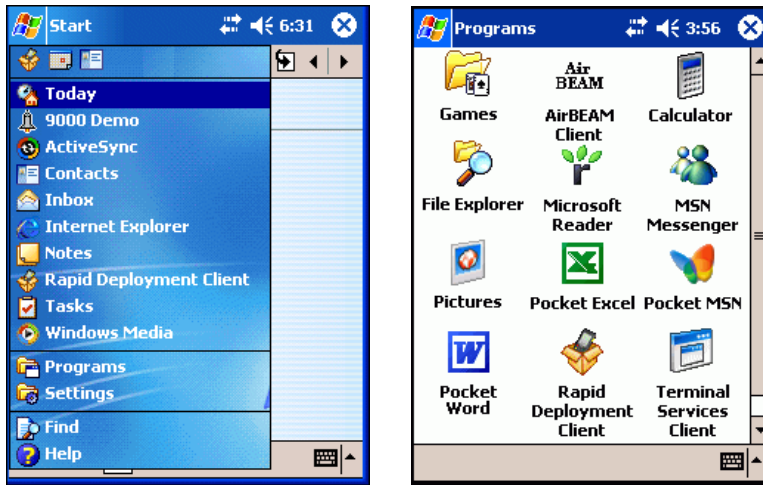 Start 6:31
Today
9000 Demo
ActiveSync
Contacts
Inbox
Internet Explorer
Notes
Rapid Deployment Client
Tasks
Windows Media
Programs
Settings
Find
Help
Programs 3:56
Air
BEAM
Games AirBEAM Calculator
Client
File Explorer Microsoft MSN
Reader Messenger
Pictures Pocket Excel Pocket MSN
Pocket Rapid Terminal
Word Deployment Services
Client Client